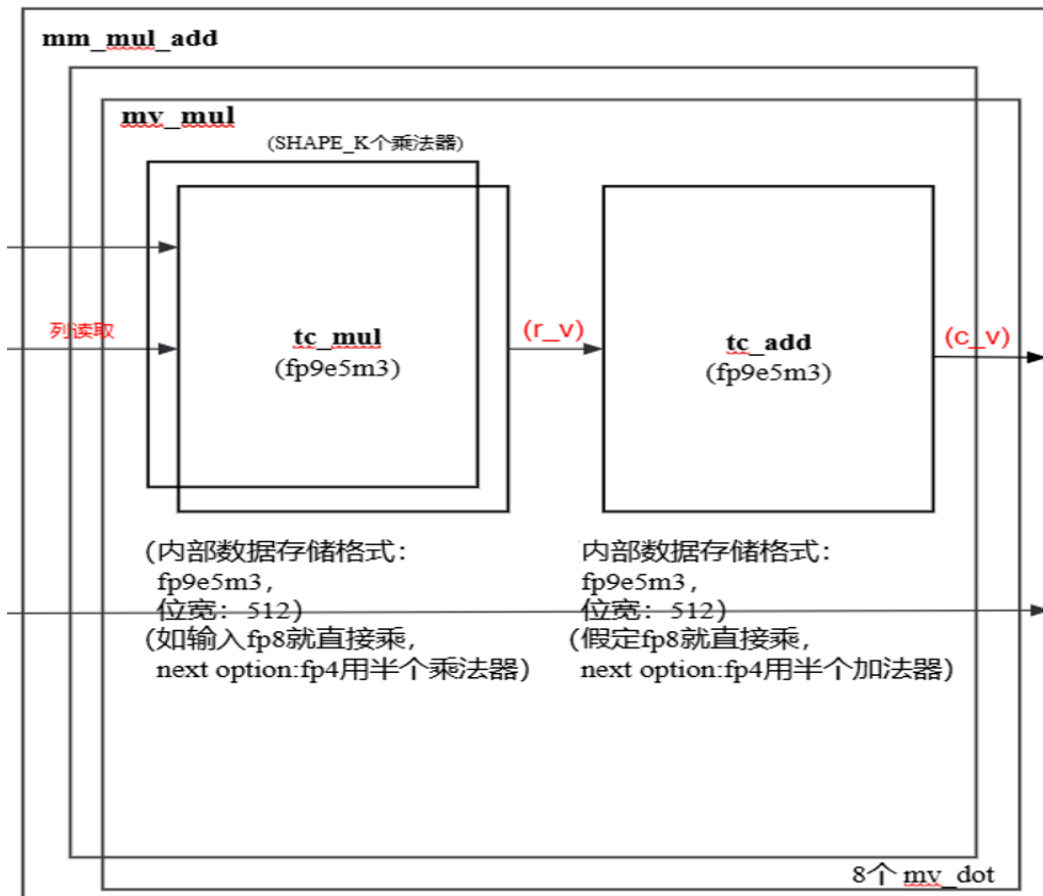 mm_mul_add
mv_mul
(SHAPE_K个乘法器)
列读取
tc_mul
(fp9e5m3)
(r_v)
tc_add
(fp9e5m3)
(c_v)
(内部数据存储格式:
fp9e5m3,
位宽: 512)
(如输入fp8就直接乘,
next option:fp4用半个乘法器)
内部数据存储格式:
fp9e5m3,
位宽: 512)
(假定fp8就直接乘,
next option:fp4用半个加法器)
8个 mv_dot